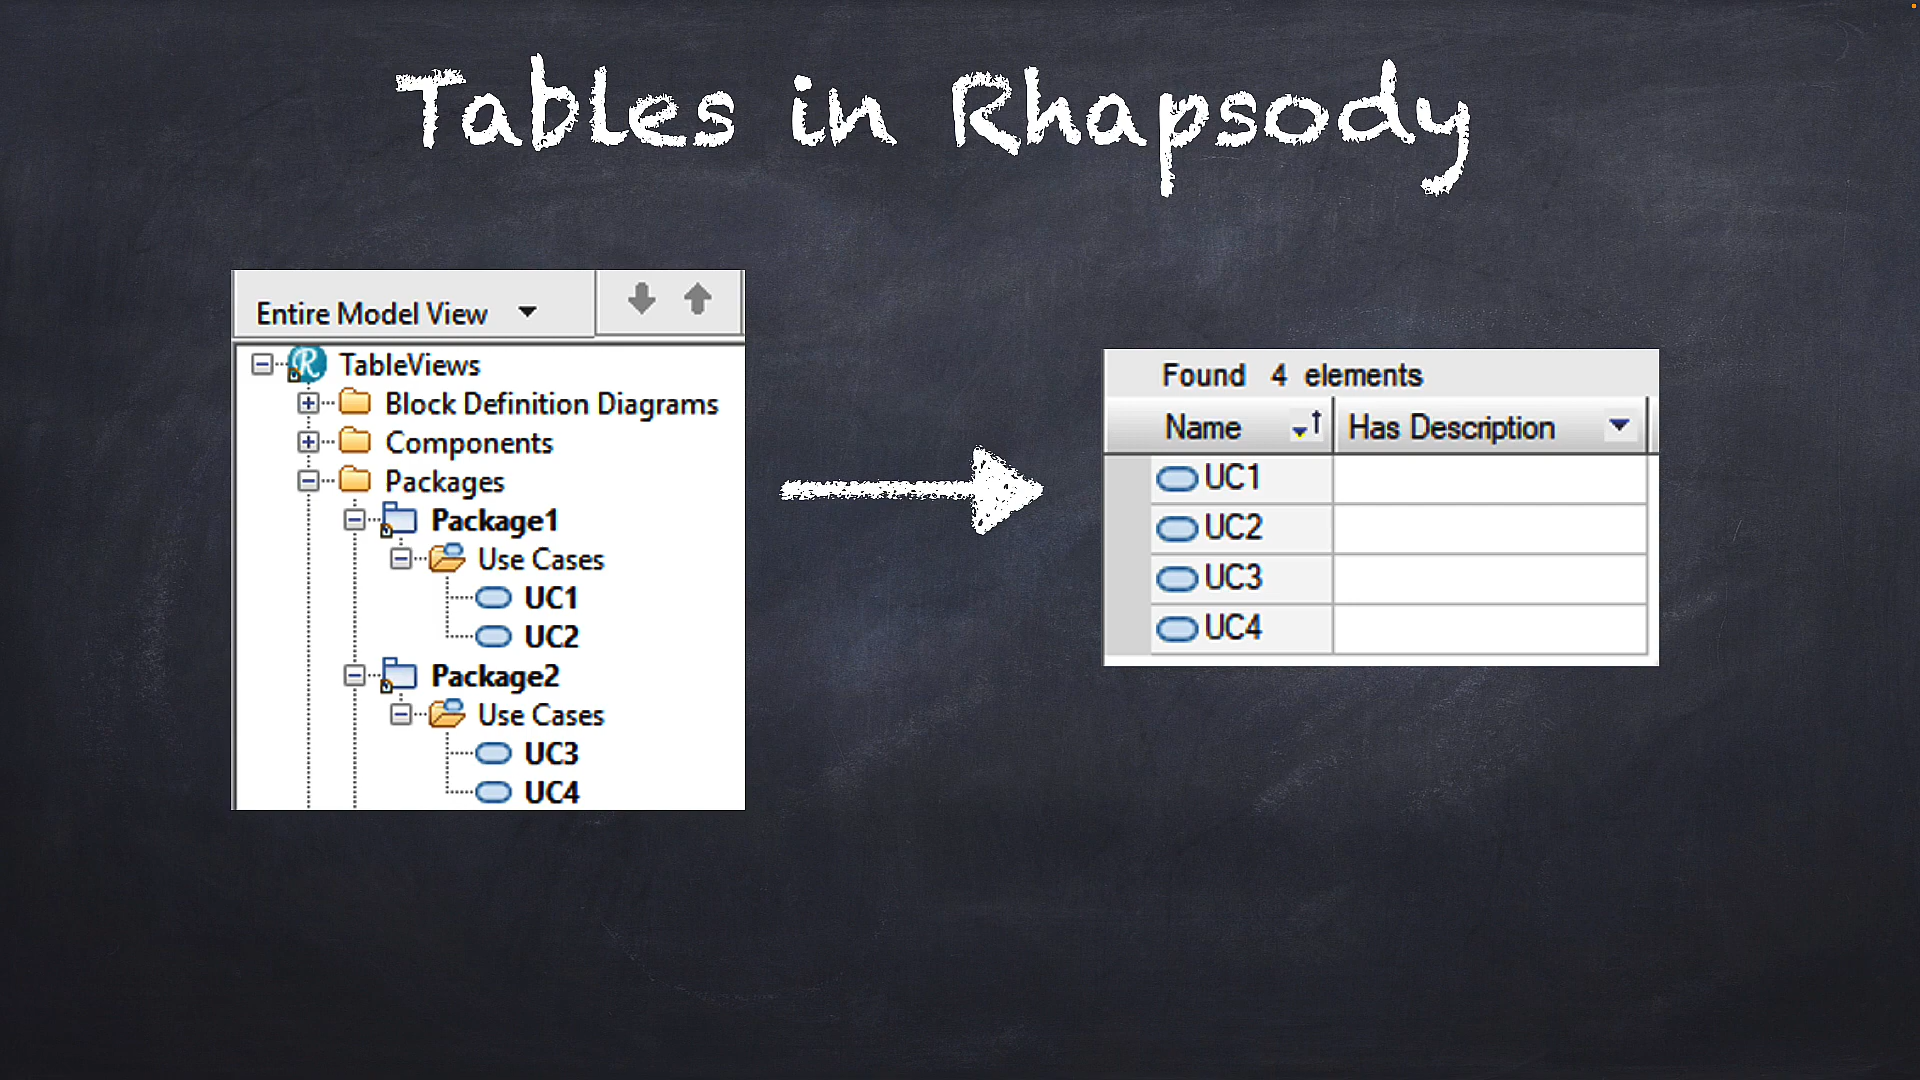 Tables in Rhapsody
Entire Model View
TableViews
Block Definition Diagrams
Components
Packages
Package1
Use Cases
UC1
UC2
Package2
Use Cases
UC3
UC4
Found 4 elements
Name Has Description
UC1
UC2
UC3
UC4